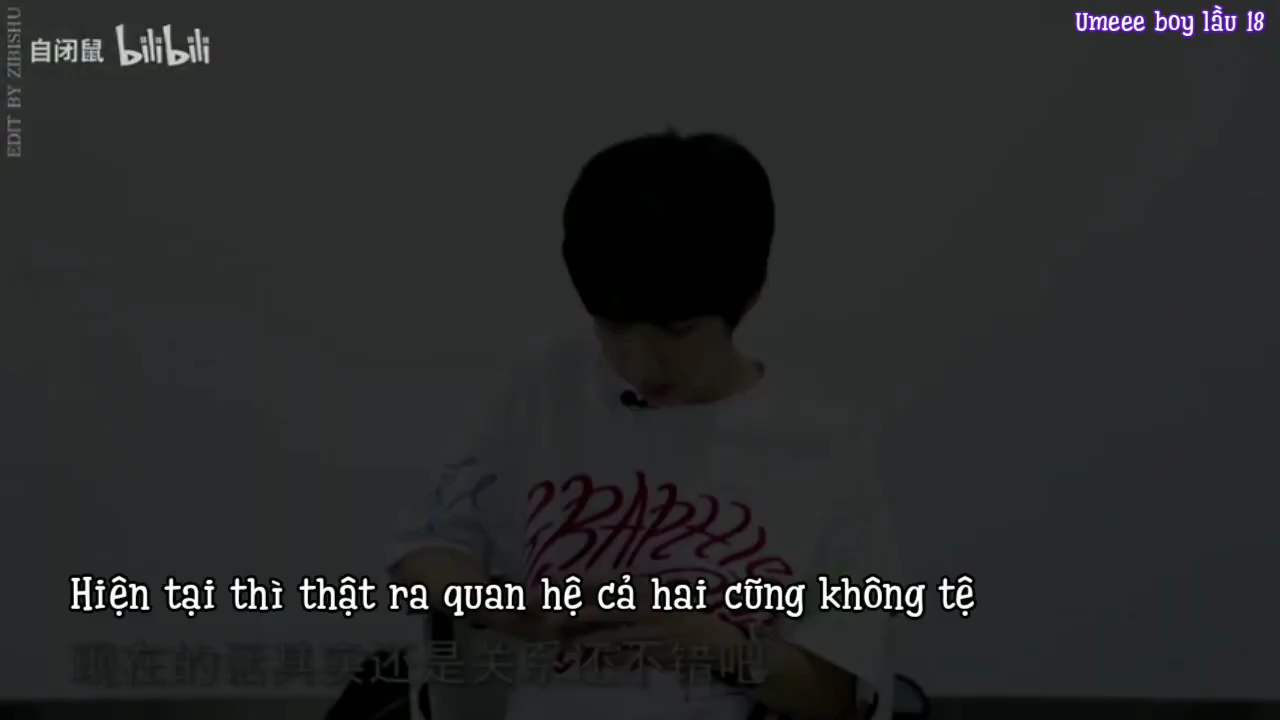 Umeee boy lầu 18
自闭鼠 bilibili
EDIT BY ZIBISHU
Hiện tại thì thật ra quan hệ cả hai cũng không tệ
现在的话其实还是关系还不错吧